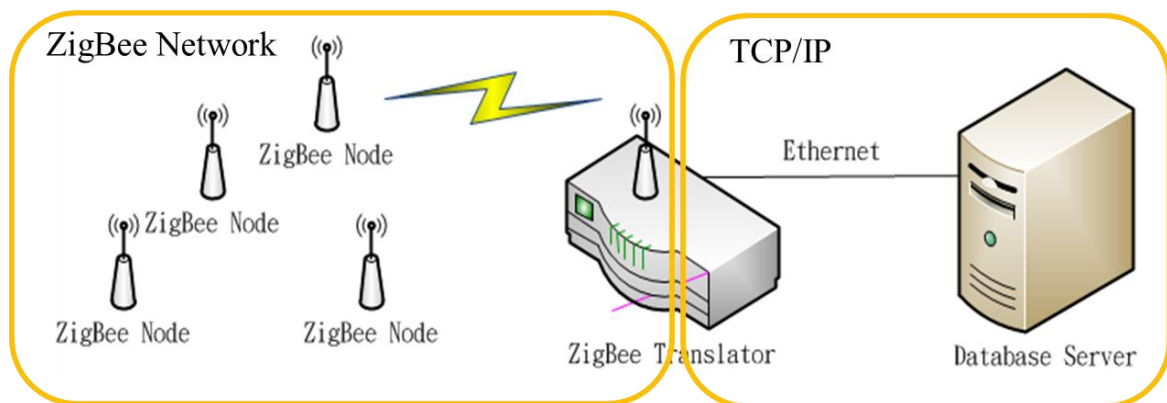 ZigBee Network
TCP/IP
ZigBee Node
Ethernet
ZigBee Node
ZigBee Node
ZigBee Node
ZigBee Translator
Database Server